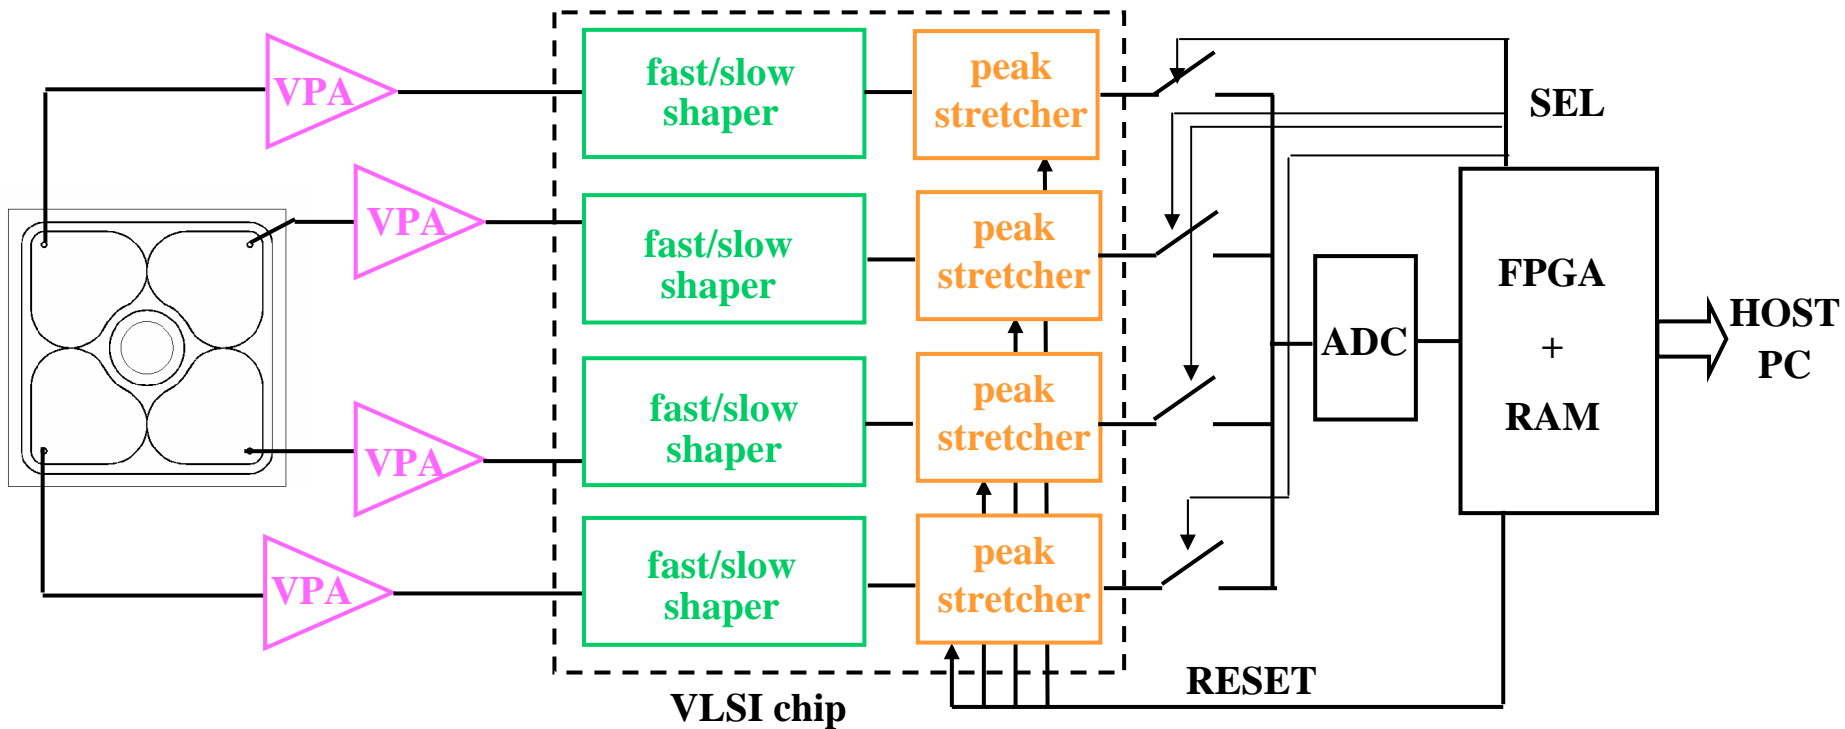 VPA
fast/slow
shaper
peak
stretcher
SEL
VPA
fast/slow
shaper
peak
stretcher
FPGA
+
RAM
ADC
HOST
PC
VPA
fast/slow
shaper
peak
stretcher
VPA
fast/slow
shaper
peak
stretcher
RESET
VLSI chip